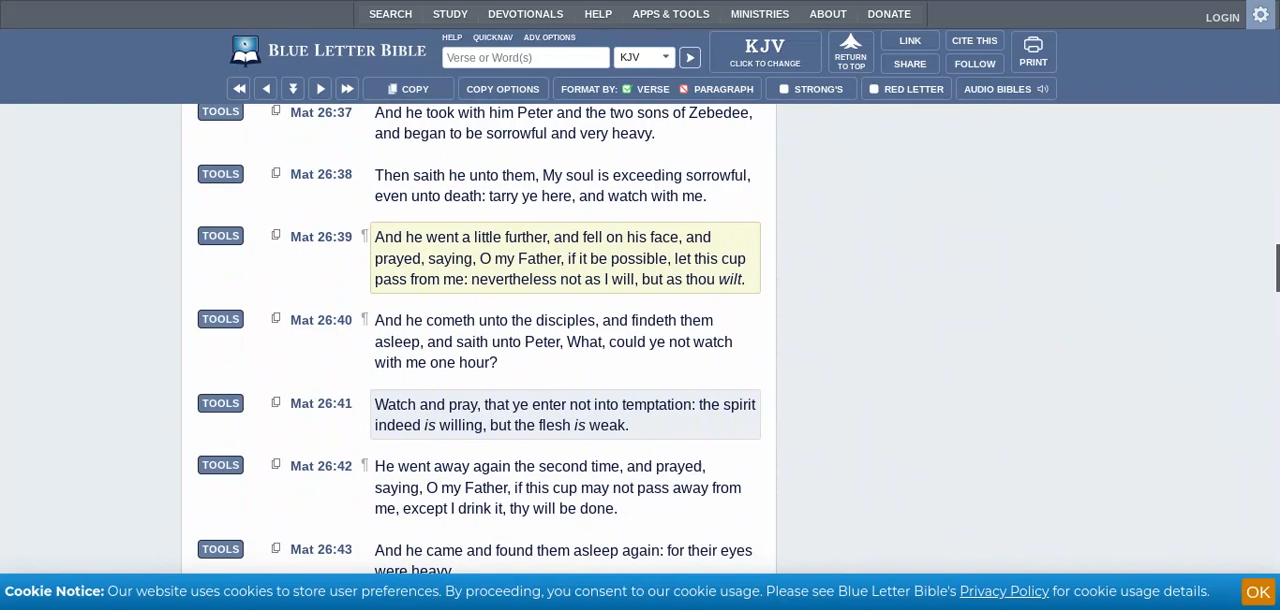 SEARCH STUDY DEVOTIONALS HELP APPS & TOOLS MINISTRIES ABOUT DONATE LOGIN
BLUE LETTER BIBLE
HELP QUICKNAV ADV. OPTIONS
Verse or Word(s) KJV
KJV
CLICK TO CHANGE
RETURN
TO TOP
LINK CITE THIS
SHARE FOLLOW
PRINT
COPY COPY OPTIONS FORMAT BY: VERSE PARAGRAPH STRONG'S RED LETTER AUDIO BIBLES
TOOLS Mat 26:37 And he took with him Peter and the two sons of Zebedee,
and began to be sorrowful and very heavy.
TOOLS Mat 26:38 Then saith he unto them, My soul is exceeding sorrowful,
even unto death: tarry ye here, and watch with me.
TOOLS Mat 26:39 ¶ And he went a little further, and fell on his face, and
prayed, saying, O my Father, if it be possible, let this cup
pass from me: nevertheless not as I will, but as thou wilt.
TOOLS Mat 26:40 ¶ And he cometh unto the disciples, and findeth them
asleep, and saith unto Peter, What, could ye not watch
with me one hour?
TOOLS Mat 26:41 Watch and pray, that ye enter not into temptation: the spirit
indeed is willing, but the flesh is weak.
TOOLS Mat 26:42 ¶ He went away again the second time, and prayed,
saying, O my Father, if this cup may not pass away from
me, except I drink it, thy will be done.
TOOLS Mat 26:43 And he came and found them asleep again: for their eyes
were heavy.
Cookie Notice: Our website uses cookies to store user preferences. By proceeding, you consent to our cookie usage. Please see Blue Letter Bible's Privacy Policy for cookie usage details. OK